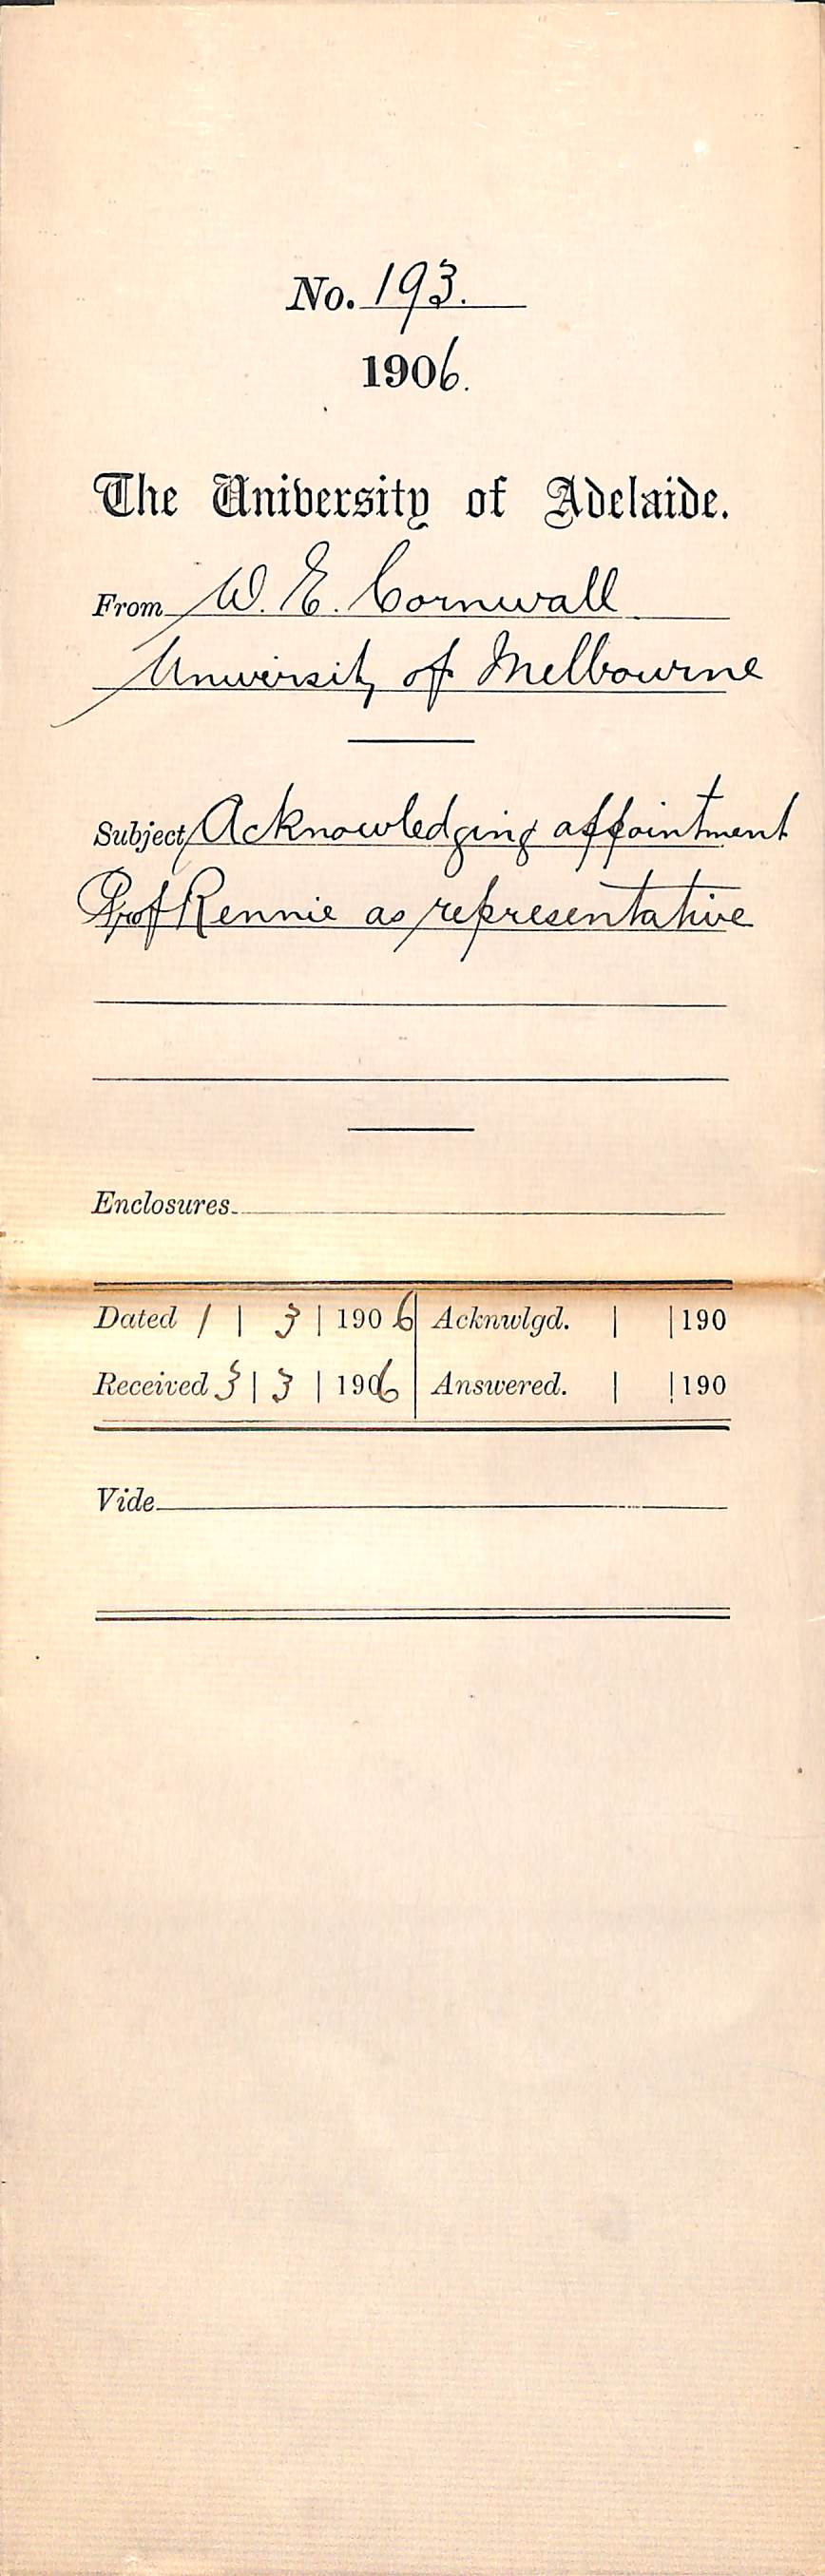 No. 193.
1906.
The University of Adelaide.
From W. E. Cornwall
University of Melbourne
Subject Acknowledging appointment
Prof Rennie as representative
Enclosures
Dated 1 | 3 | 1906 Acknwlgd. | | 190
Received 3 | 3 | 1906 Answered. | | 190
Vide